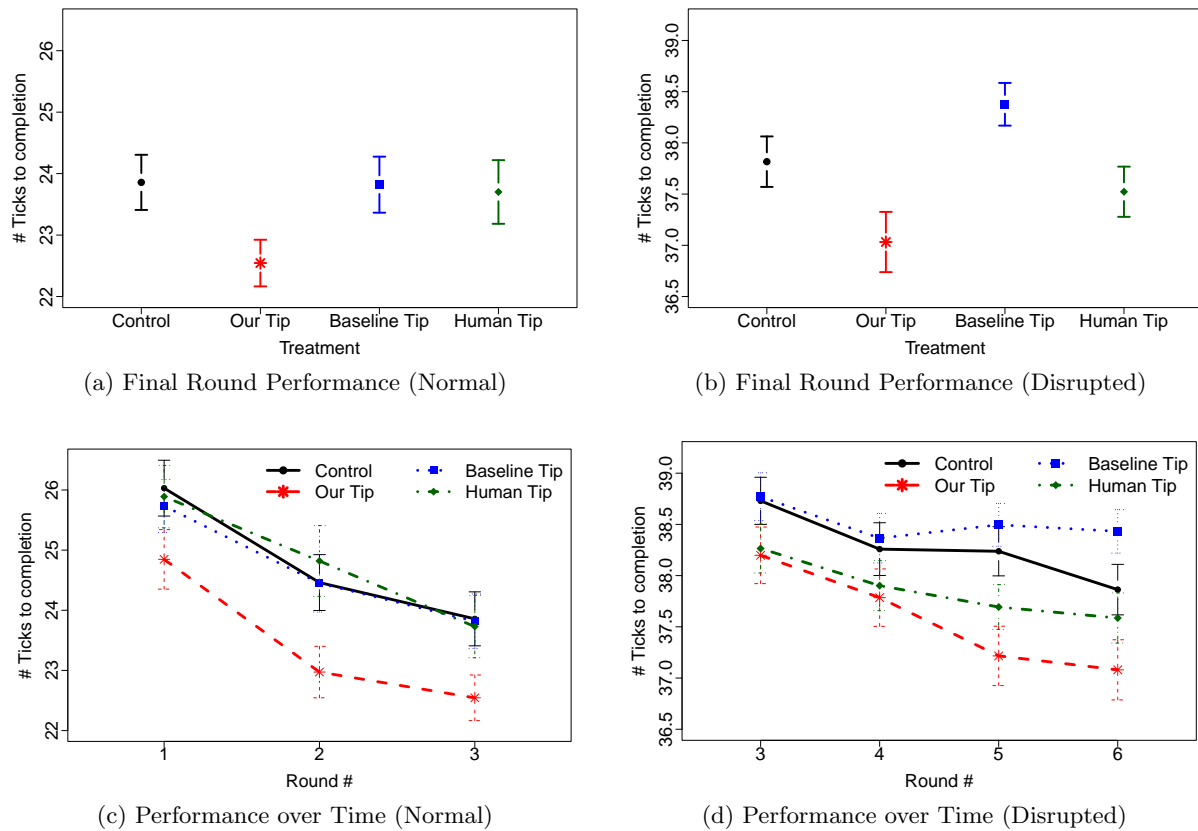 # Ticks to completion
22 23 24 25 26
Control Our Tip Baseline Tip Human Tip
Treatment
(a) Final Round Performance (Normal)
# Ticks to completion
36.5 37.0 37.5 38.0 38.5 39.0
Control Our Tip Baseline Tip Human Tip
Treatment
(b) Final Round Performance (Disrupted)
# Ticks to completion
22 23 24 25 26
Control Baseline Tip
Our Tip Human Tip
1 2 3
Round #
(c) Performance over Time (Normal)
# Ticks to completion
36.5 37.0 37.5 38.0 38.5 39.0
Control Baseline Tip
Our Tip Human Tip
3 4 5 6
Round #
(d) Performance over Time (Disrupted)